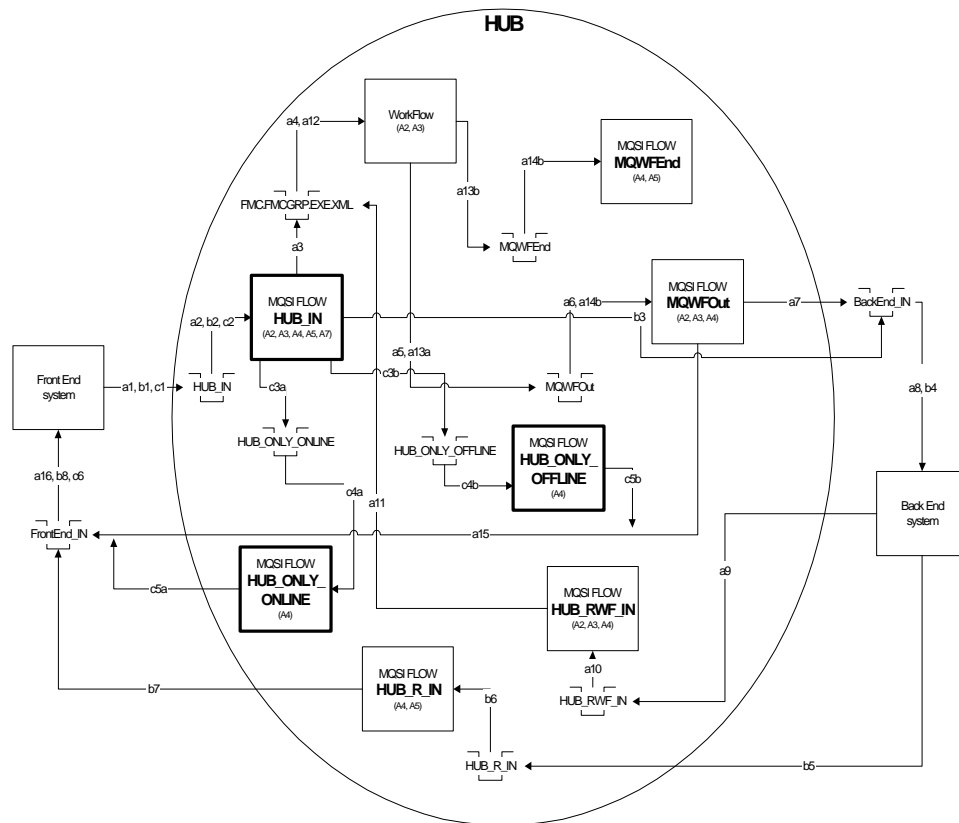 HUB
WorkFlow
(A2, A3)
a4, a12
MQSI FLOW
MQWFEnd
(A4, A5)
a14b
a13b
FMC.FMCGRP.EXE.XML
MQWFEnd
a3
MQSI FLOW
HUB_IN
(A2, A3, A4, A5, A7)
MQSI FLOW
MQWFOut
(A2, A3, A4)
a6, a14b
a7
BackEnd_IN
b3
a2, b2, c2
a5, a13a
Front End
system
a1, b1, c1
HUB_IN
c3a
c3b
MQWFOut
a8, b4
HUB_ONLY_ONLINE
HUB_ONLY_OFFLINE
MQSI FLOW
HUB_ONLY_
OFFLINE
(A4)
c5b
a16, b8, c6
c4a
c4b
a11
Back End
system
FrontEnd_IN
a15
a9
MQSI FLOW
HUB_ONLY_
ONLINE
(A4)
c5a
MQSI FLOW
HUB_RWF_IN
(A2, A3, A4)
a10
MQSI FLOW
HUB_R_IN
(A4, A5)
b7
b6
HUB_RWF_IN
HUB_R_IN
b5